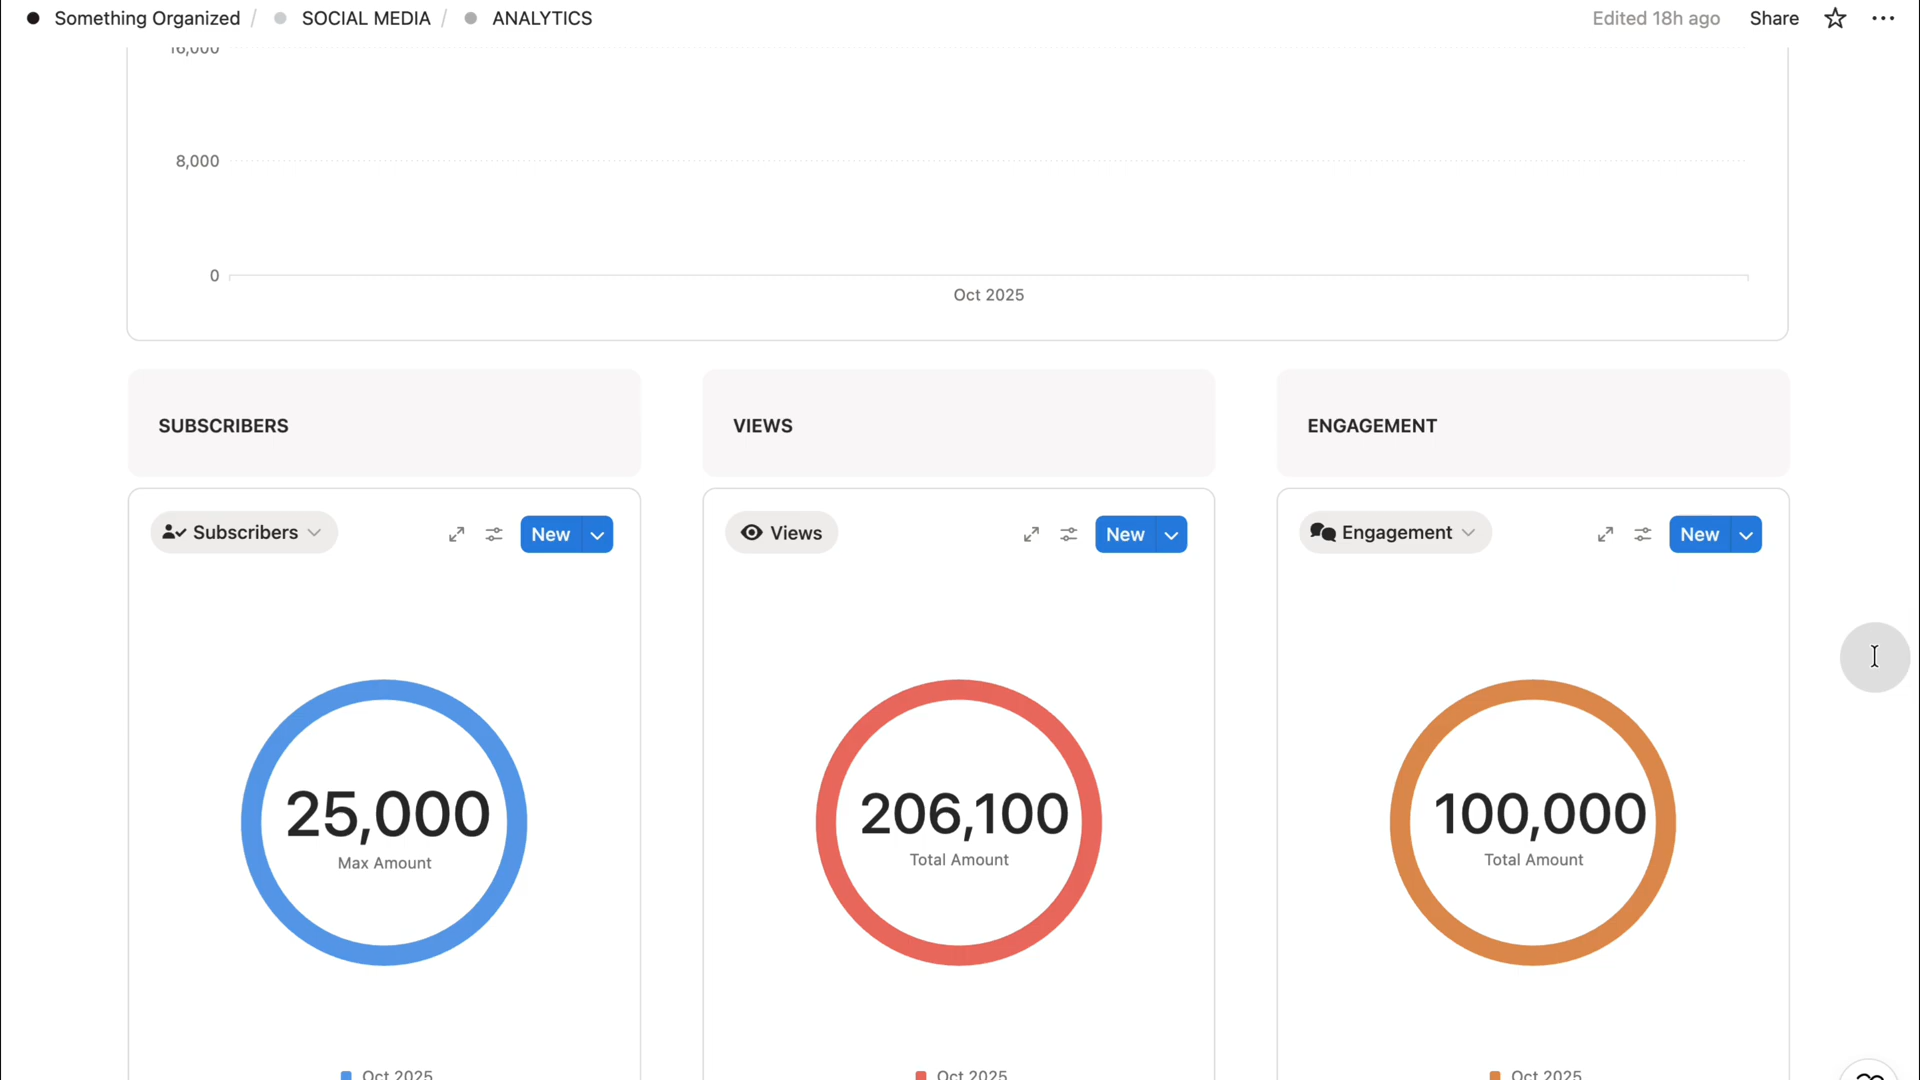 Something Organized / SOCIAL MEDIA / ANALYTICS Edited 18h ago Share
16,000
8,000
0
Oct 2025
SUBSCRIBERS VIEWS ENGAGEMENT
Subscribers New Views New Engagement New
25,000 206,100 100,000
Max Amount Total Amount Total Amount
Oct 2025 Oct 2025 Oct 2025